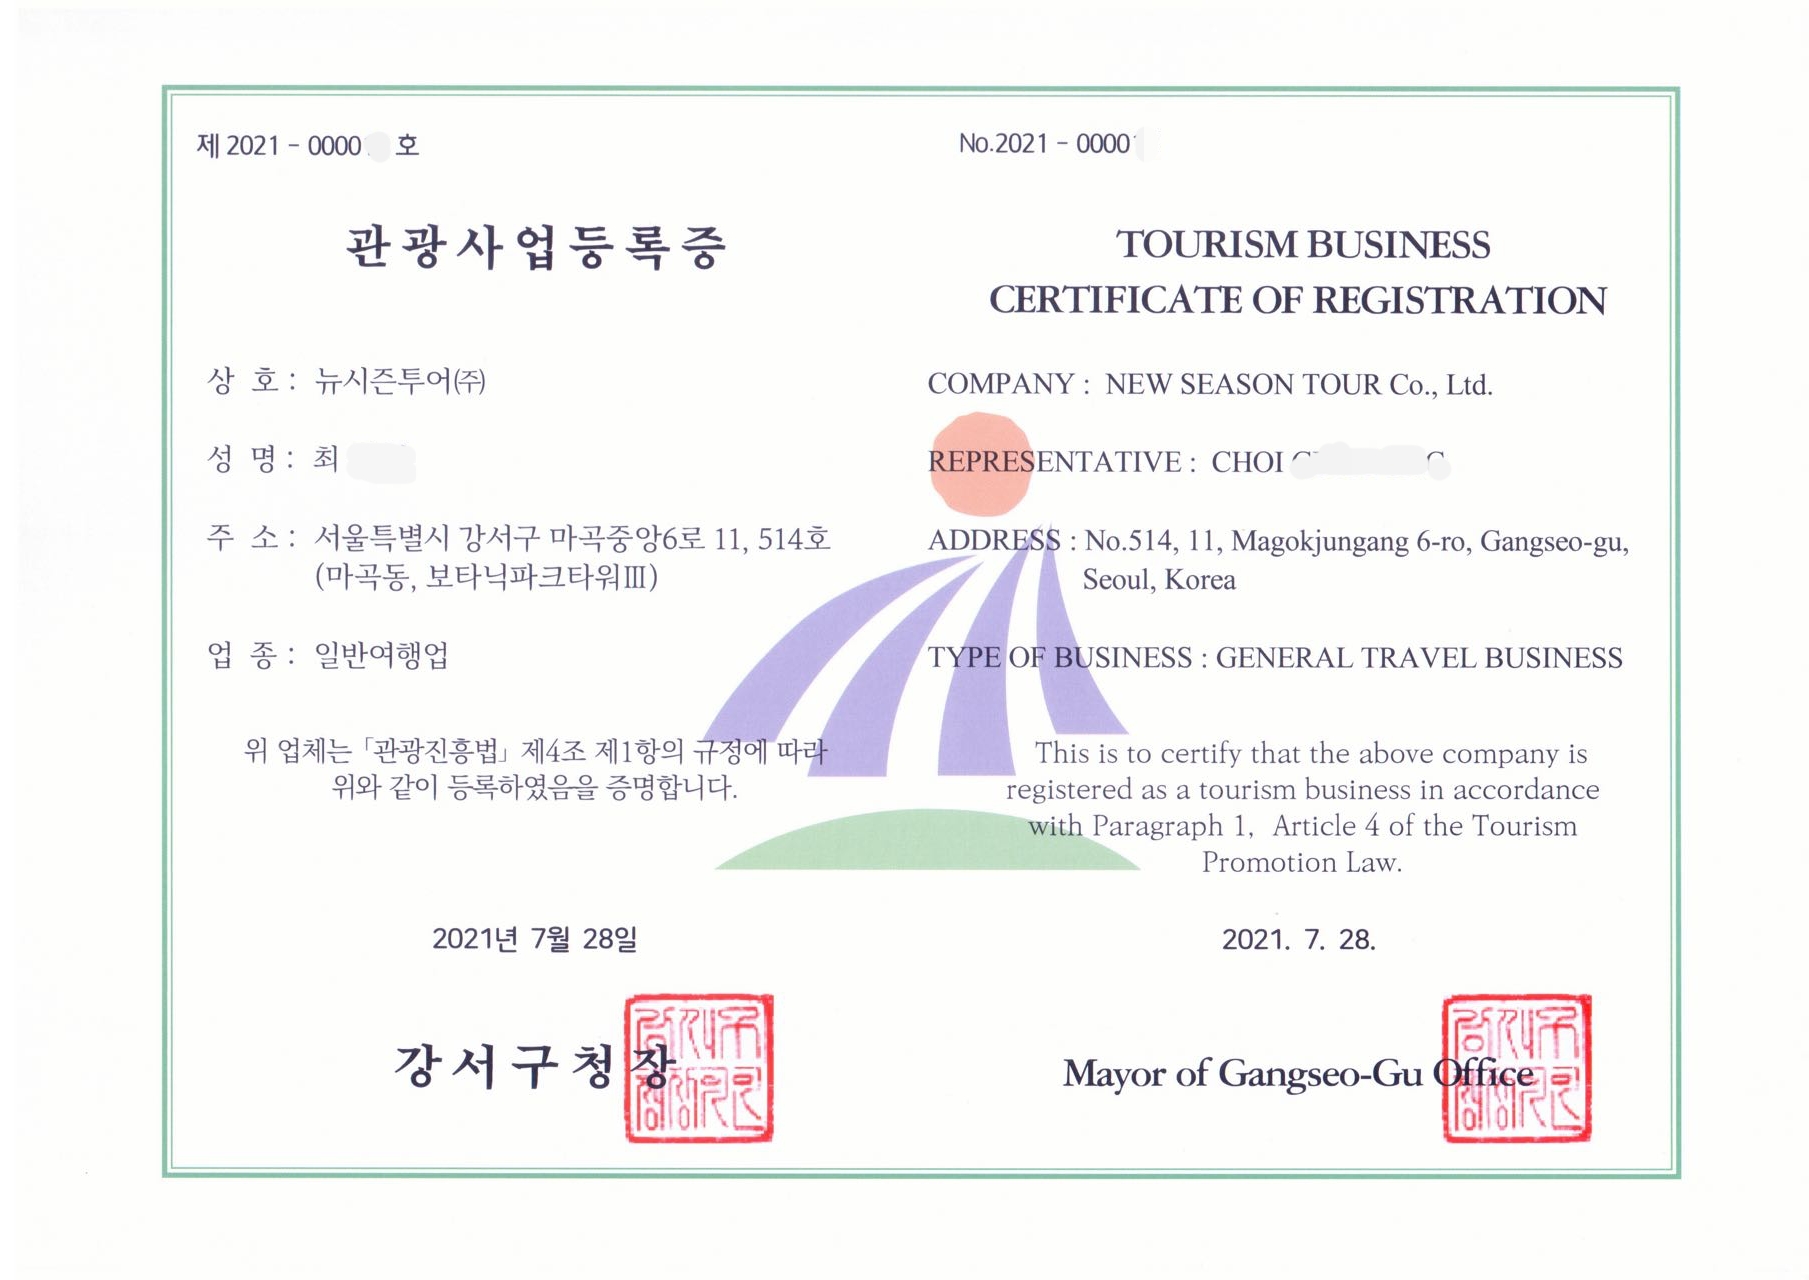 제 2021 - 0000 호
관광사업등록증
상 호 : 뉴시즌투어㈜
성 명 : 최
주 소 : 서울특별시 강서구 마곡중앙6로 11, 514호
(마곡동, 보타닉파크타워Ⅲ)
업 종 : 일반여행업
위 업체는 「관광진흥법」 제4조 제1항의 규정에 따라
위와 같이 등록하였음을 증명합니다.
2021년 7월 28일
강서구청장
No.2021 - 0000
TOURISM BUSINESS
CERTIFICATE OF REGISTRATION
COMPANY : NEW SEASON TOUR Co., Ltd.
REPRESENTATIVE : CHOI
ADDRESS : No.514, 11, Magokjungang 6-ro, Gangseo-gu,
Seoul, Korea
TYPE OF BUSINESS : GENERAL TRAVEL BUSINESS
This is to certify that the above company is
registered as a tourism business in accordance
with Paragraph 1, Article 4 of the Tourism
Promotion Law.
2021. 7. 28.
Mayor of Gangseo-Gu Office